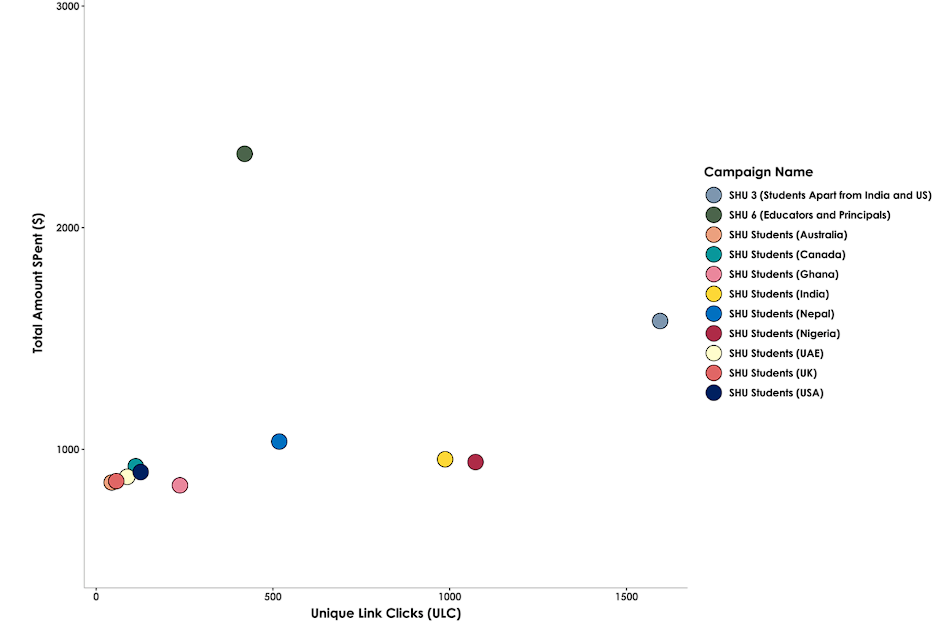 3000
2000
1000
Total Amount SPent ($)
0 500 1000 1500
Unique Link Clicks (ULC)
Campaign Name
SHU 3 (Students Apart from India and US)
SHU 6 (Educators and Principals)
SHU Students (Australia)
SHU Students (Canada)
SHU Students (Ghana)
SHU Students (India)
SHU Students (Nepal)
SHU Students (Nigeria)
SHU Students (UAE)
SHU Students (UK)
SHU Students (USA)